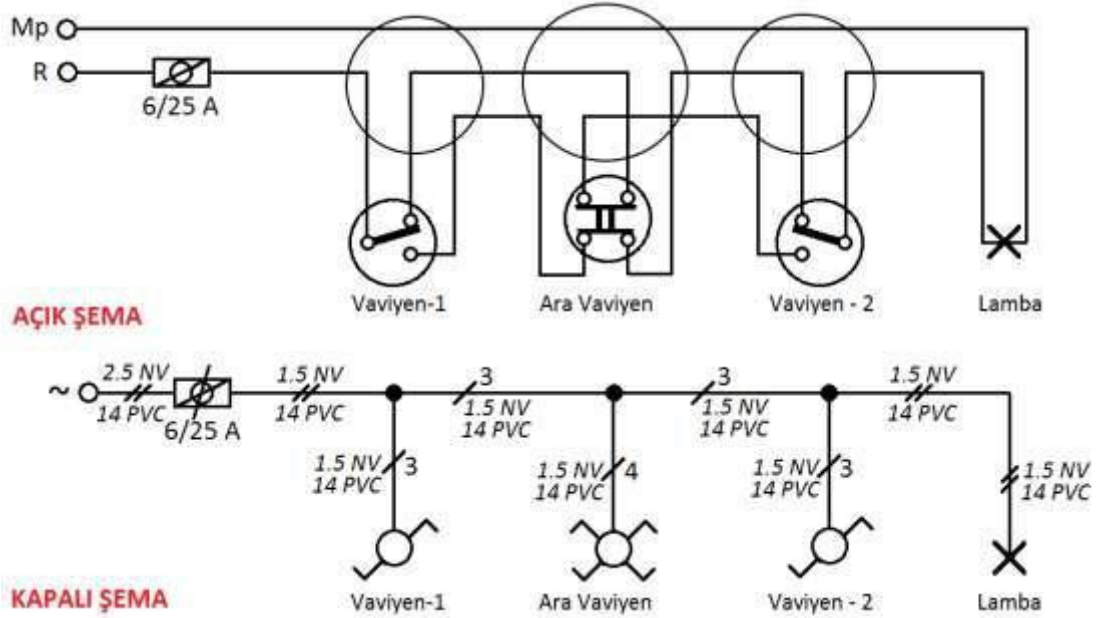 Mp
R
6/25 A
Vaviyen-1
Ara Vaviyen
Vaviyen - 2
Lamba
AÇIK ŞEMA
~
2.5 NV
14 PVC
6/25 A
1.5 NV
14 PVC
3
1.5 NV
14 PVC
3
1.5 NV
14 PVC
1.5 NV
14 PVC
1.5 NV
14 PVC
3
1.5 NV
14 PVC
4
1.5 NV
14 PVC
3
1.5 NV
14 PVC
Vaviyen-1
Ara Vaviyen
Vaviyen - 2
Lamba
KAPALI ŞEMA